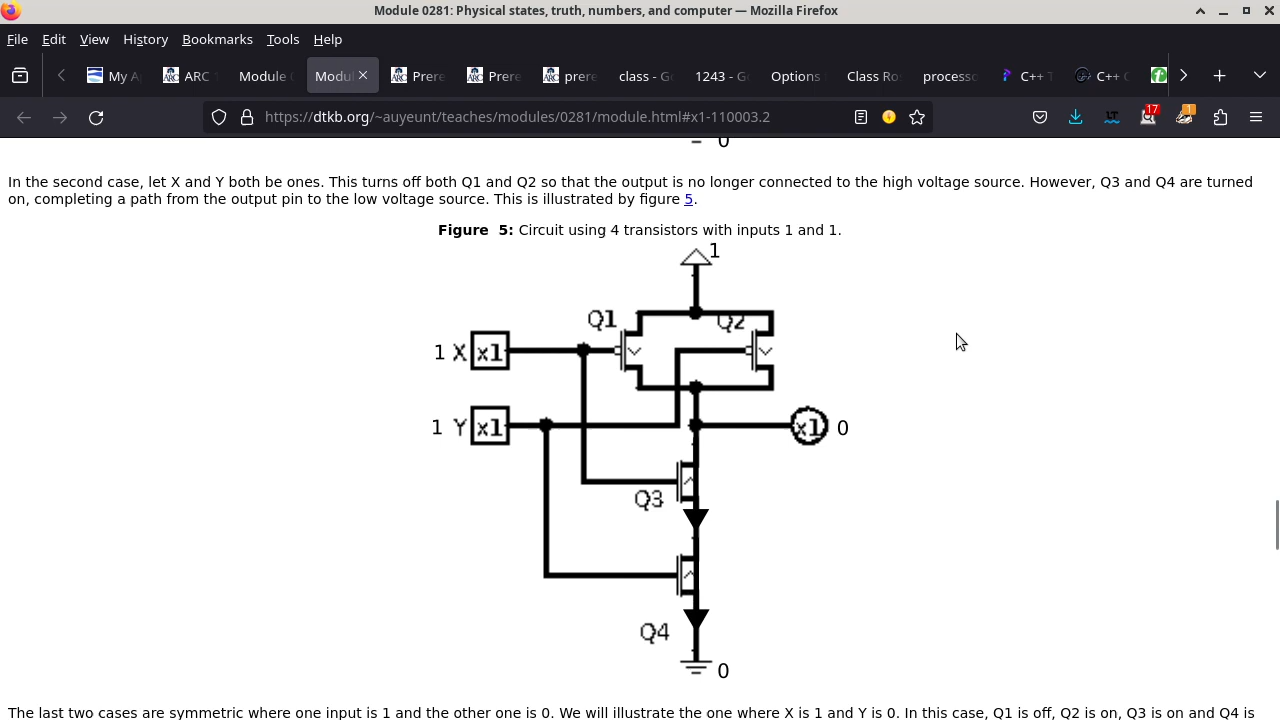 Module 0281: Physical states, truth, numbers, and computer — Mozilla Firefox
File Edit View History Bookmarks Tools Help
My A ARC Module Modul Prere Prere prere class - G 1243 - G Options Class Ros processo C++ T C++ C
https://dtkb.org/~auyeunt/teaches/modules/0281/module.html#x1-110003.2 17 1
0
In the second case, let X and Y both be ones. This turns off both Q1 and Q2 so that the output is no longer connected to the high voltage source. However, Q3 and Q4 are turned
on, completing a path from the output pin to the low voltage source. This is illustrated by figure 5.
Figure 5: Circuit using 4 transistors with inputs 1 and 1.
1
Q1 Q2
1 X x1
1 Y x1 x1 0
Q3
Q4
0
The last two cases are symmetric where one input is 1 and the other one is 0. We will illustrate the one where X is 1 and Y is 0. In this case, Q1 is off, Q2 is on, Q3 is on and Q4 is